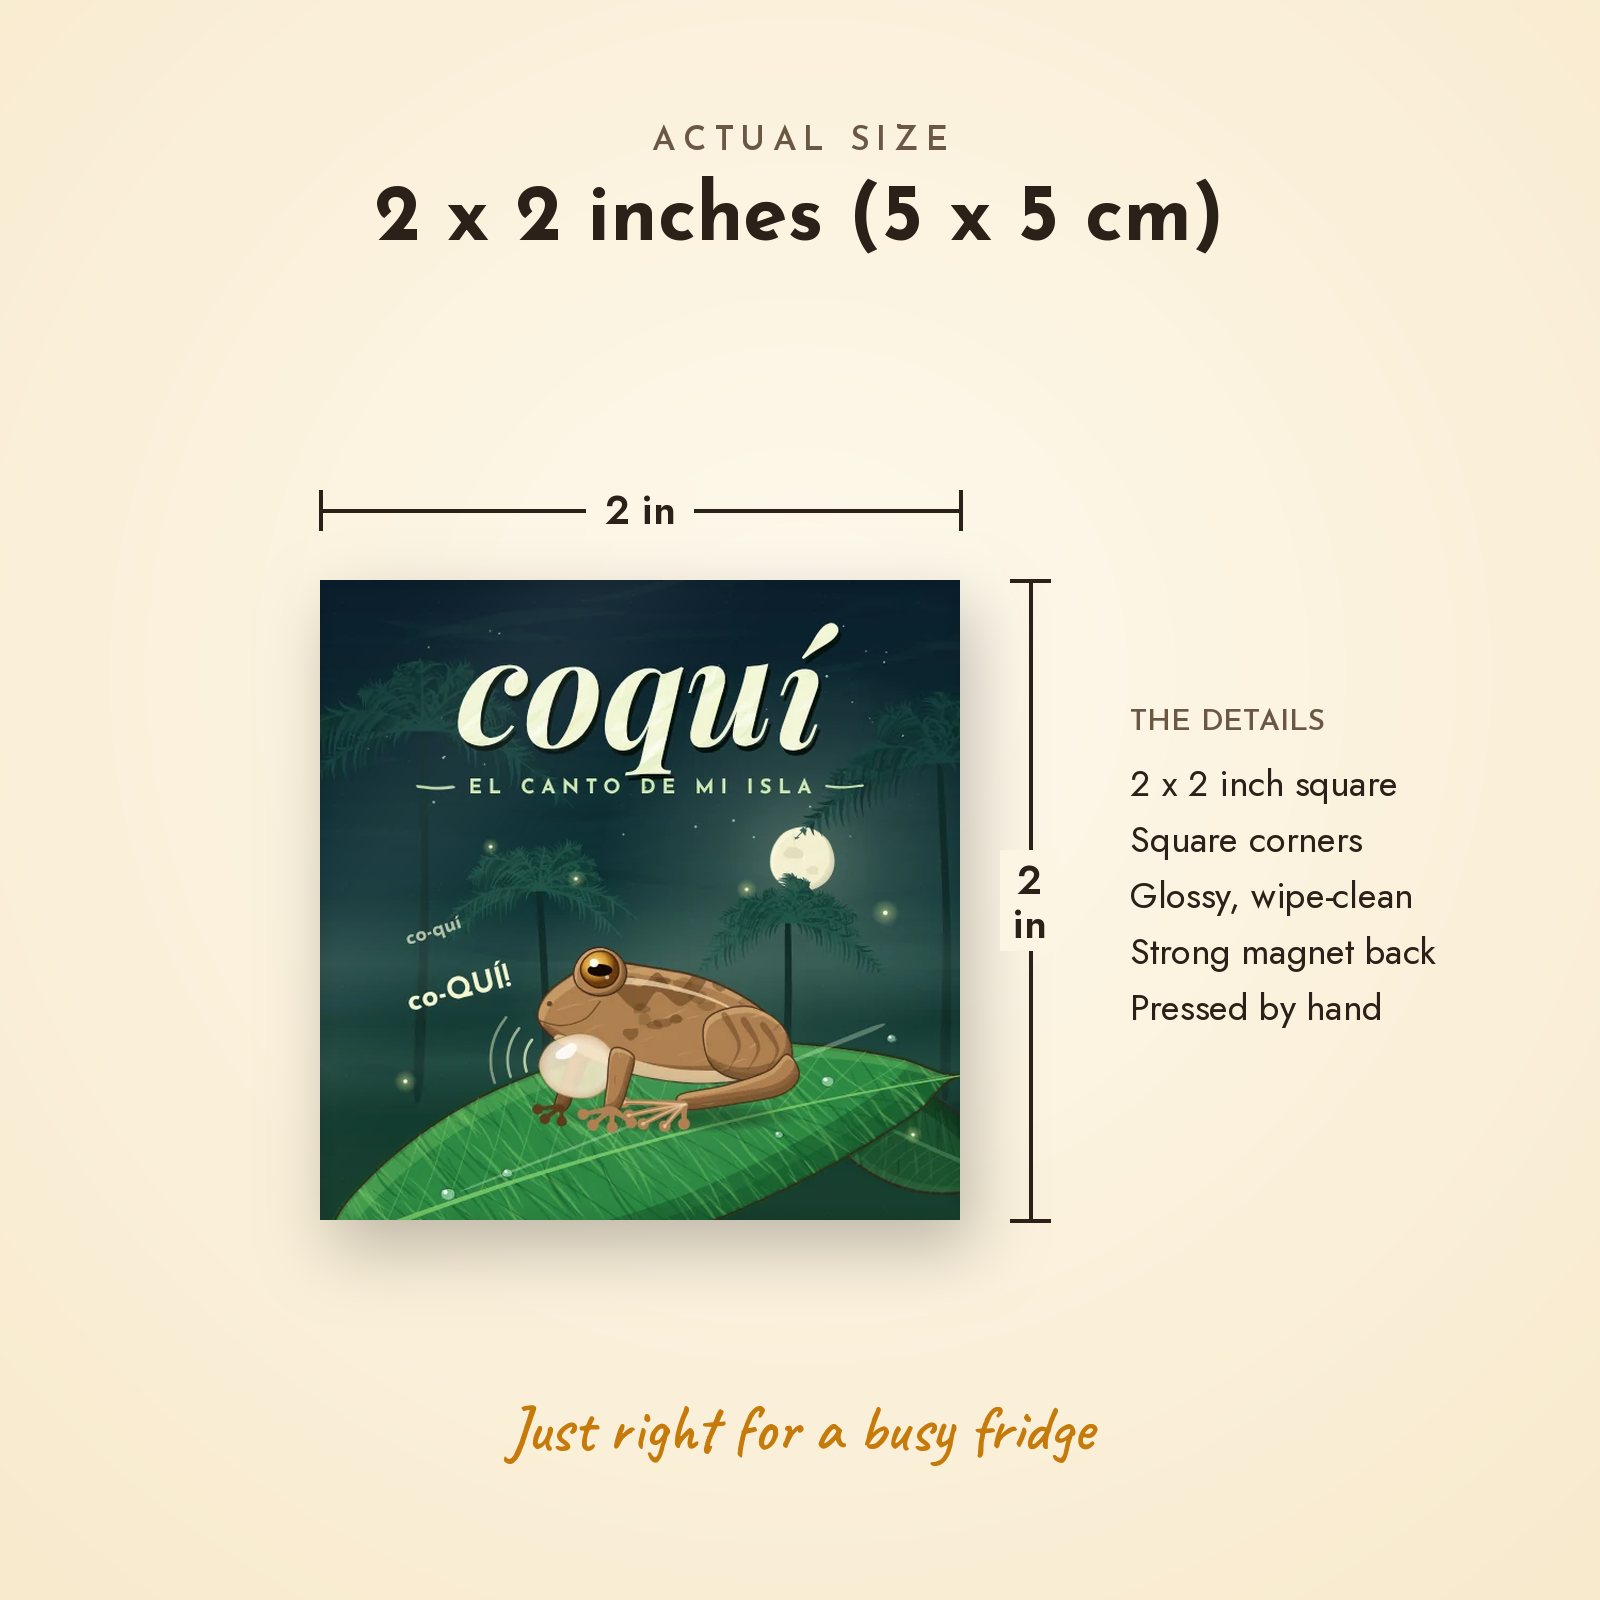 ACTUAL SIZE
2 x 2 inches (5 x 5 cm)
2 in
coquí
EL CANTO DE MI ISLA
co-quí
co-QUÍ!
2
in
THE DETAILS
2 x 2 inch square
Square corners
Glossy, wipe-clean
Strong magnet back
Pressed by hand
Just right for a busy fridge